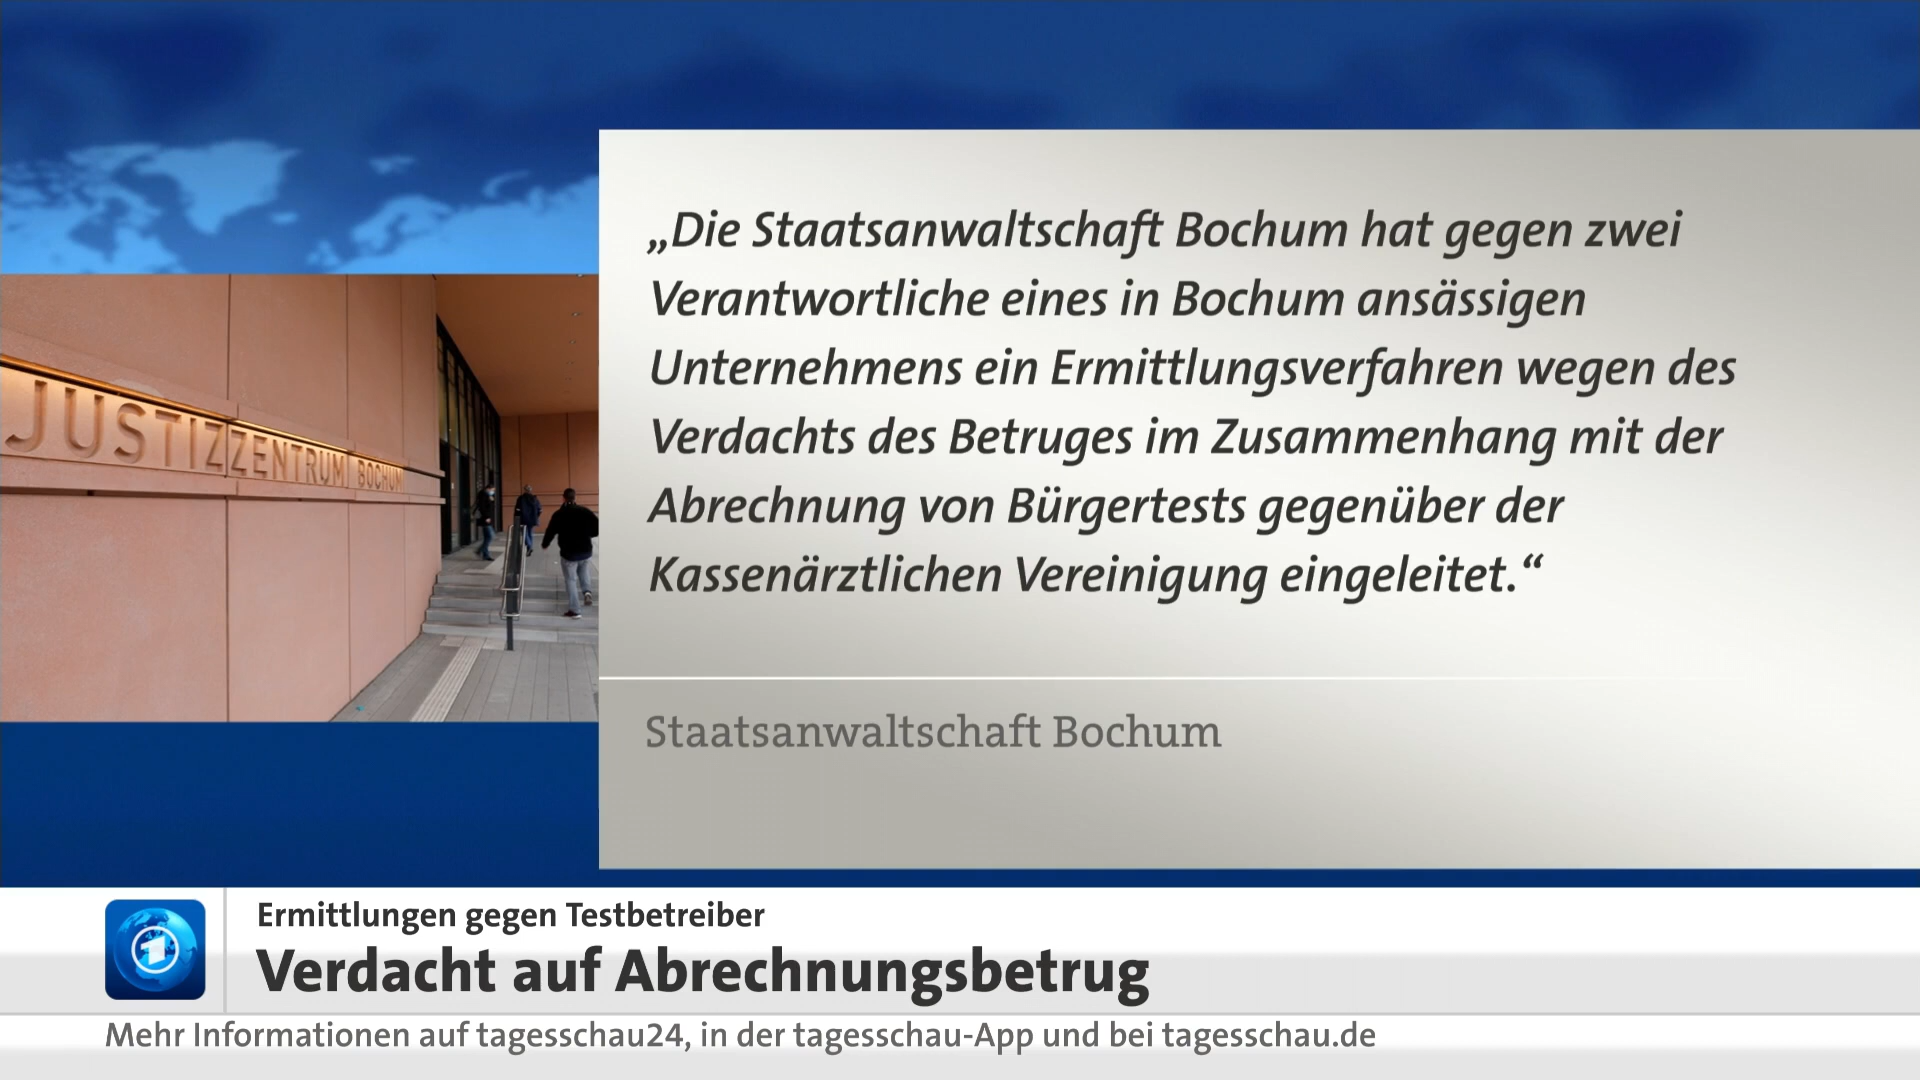 „Die Staatsanwaltschaft Bochum hat gegen zwei
Verantwortliche eines in Bochum ansässigen
Unternehmens ein Ermittlungsverfahren wegen des
Verdachts des Betruges im Zusammenhang mit der
Abrechnung von Bürgertests gegenüber der
Kassenärztlichen Vereinigung eingeleitet.“
Staatsanwaltschaft Bochum
JUSTIZZENTRUM BOCHUM
1
Ermittlungen gegen Testbetreiber
Verdacht auf Abrechnungsbetrug
Mehr Informationen auf tagesschau24, in der tagesschau-App und bei tagesschau.de